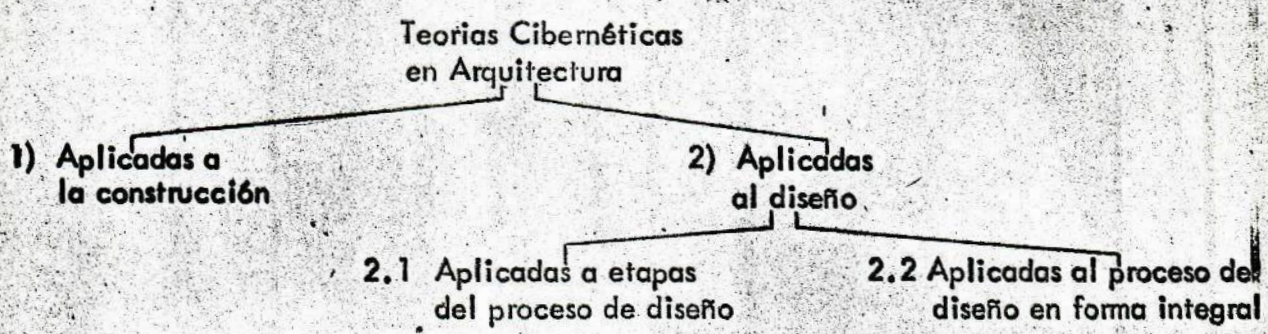 Teorias Cibernéticas
en Arquitectura
1) Aplicadas a
la construcción
2) Aplicadas
al diseño
2.1 Aplicadas a etapas
del proceso de diseño
2.2 Aplicadas al proceso de
diseño en forma integral